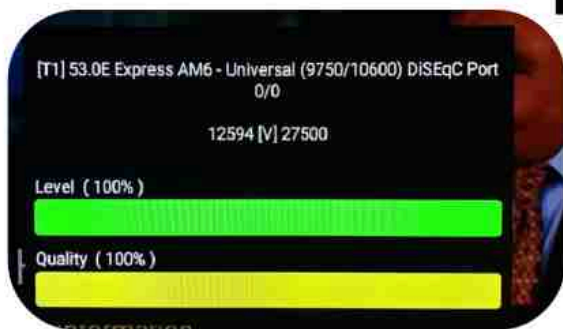 [T1] 53.0E Express AM6 - Universal (9750/10600) DiSEqC Port
0/0
12594 [V] 27500
Level ( 100% )
Quality ( 100% )